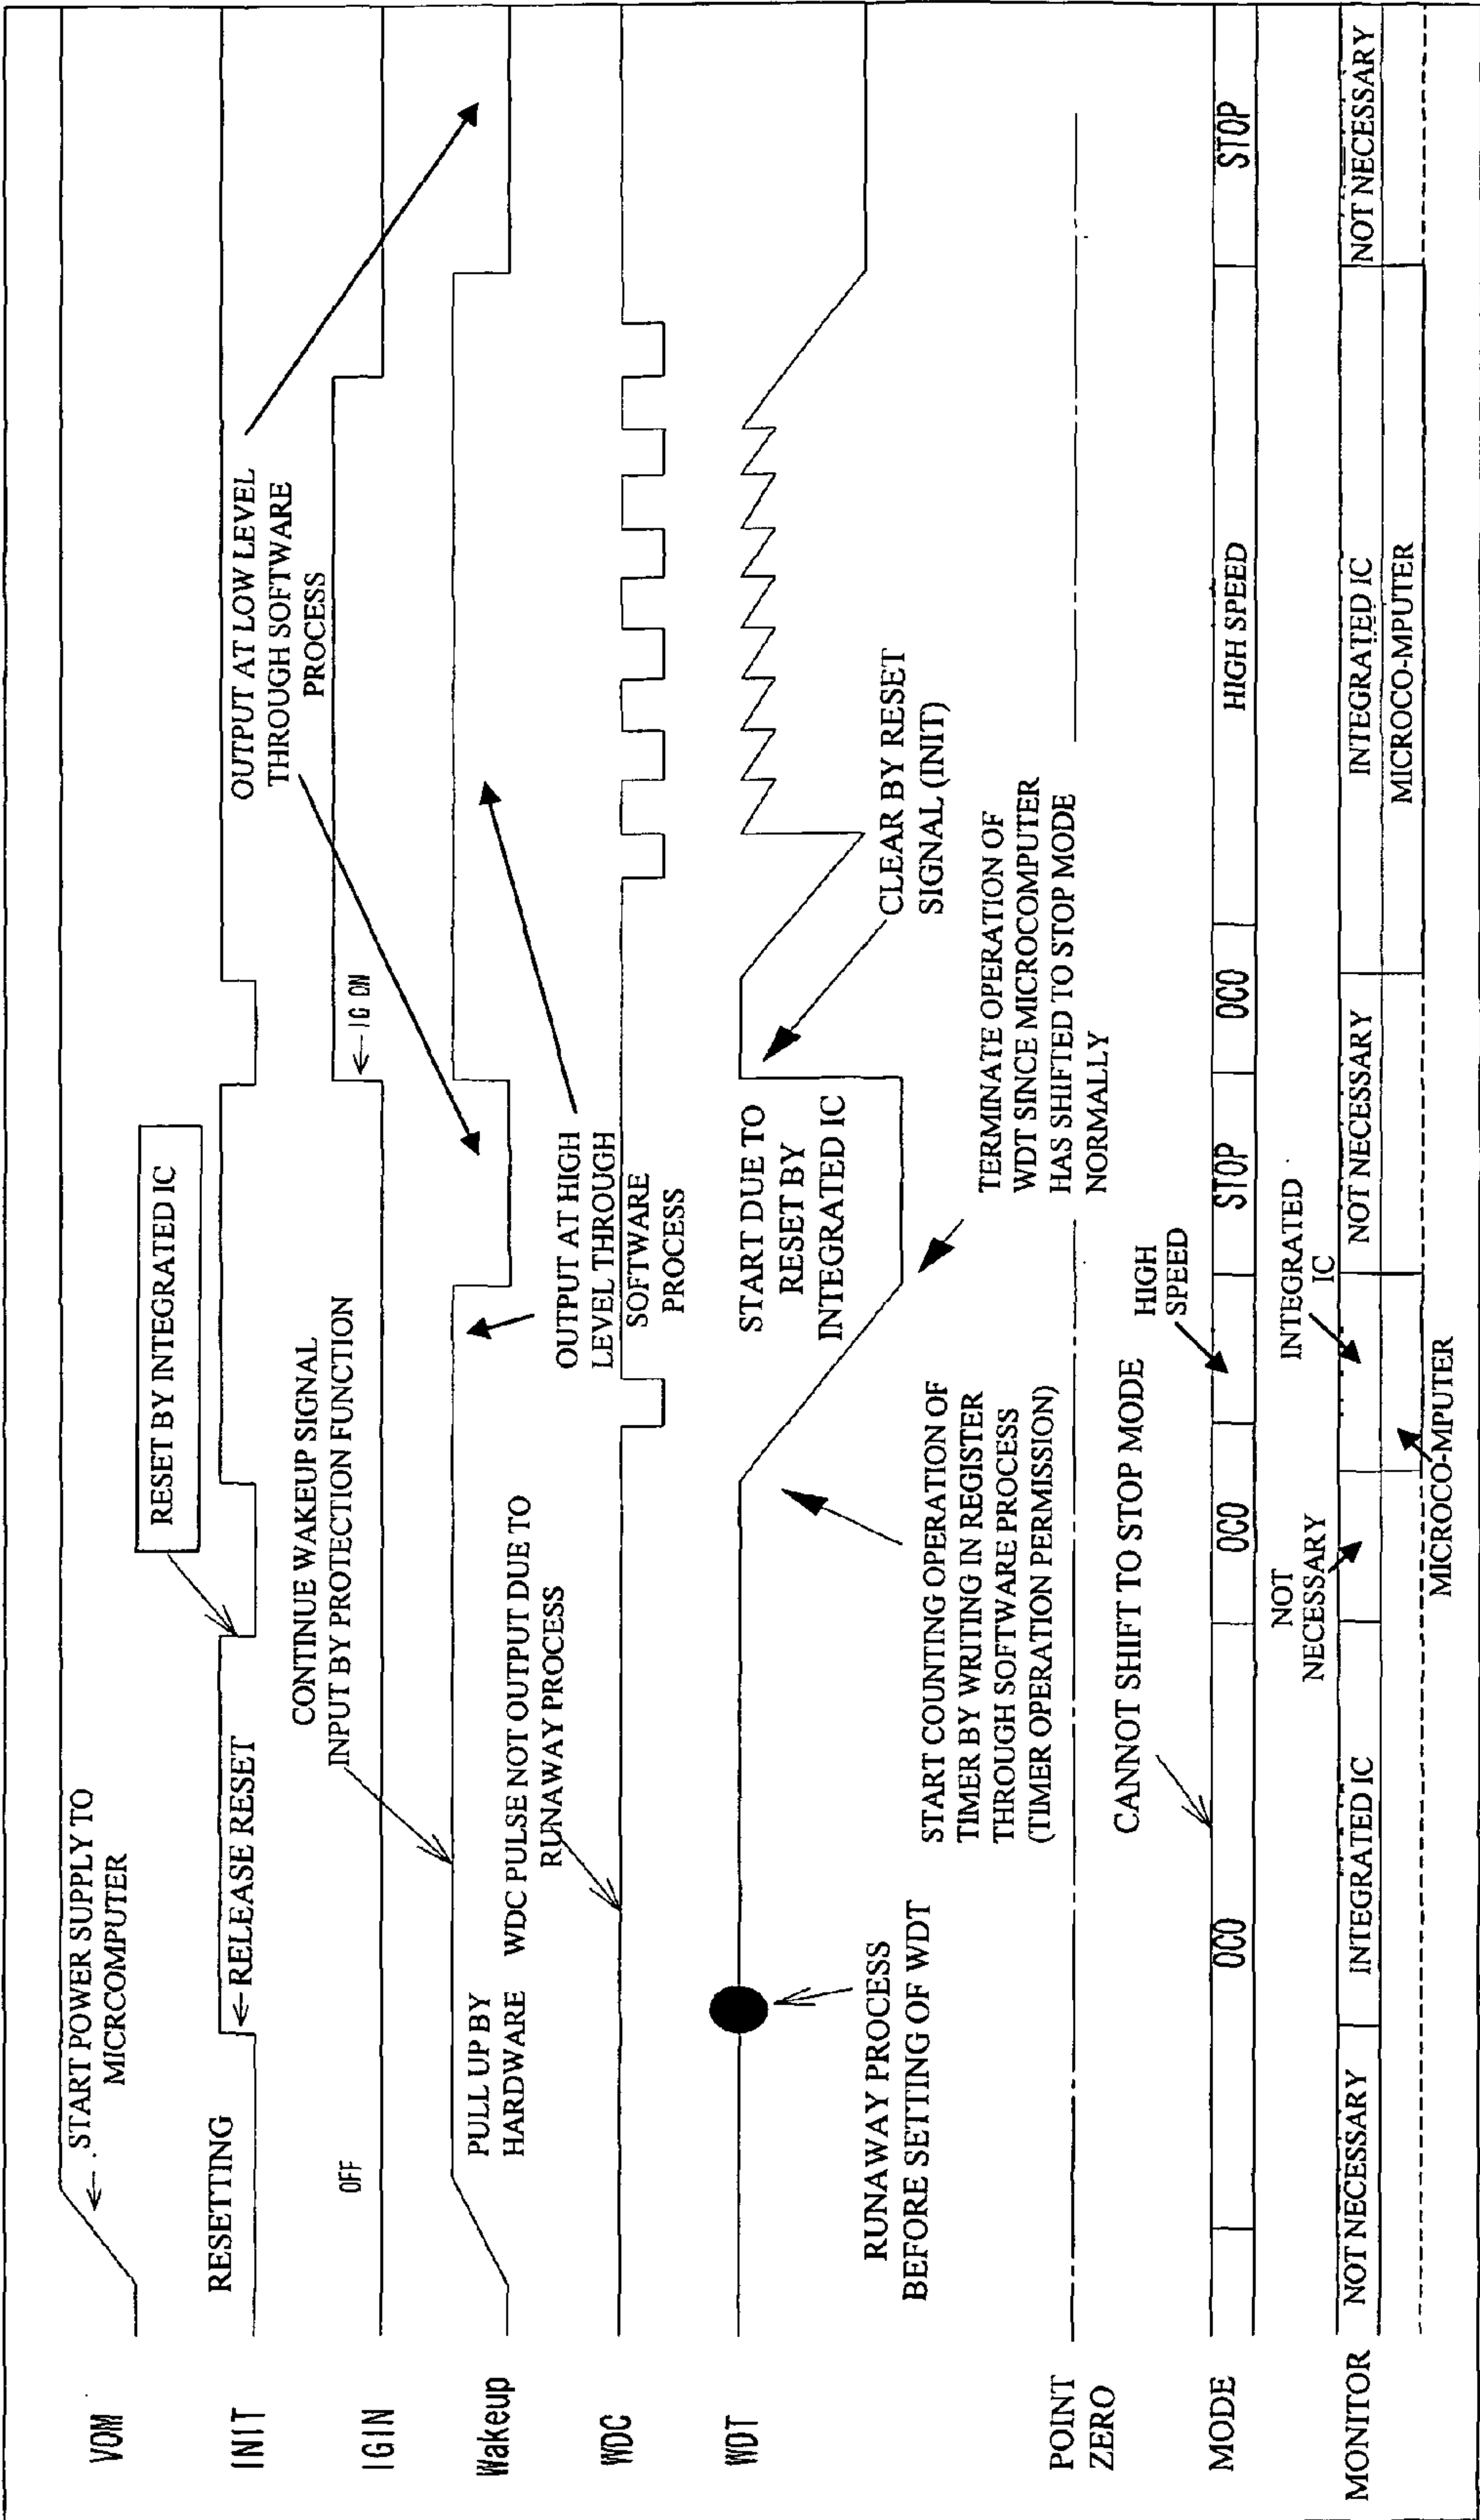 VOM
START POWER SUPPLY TO
MICRCOMPUTER
RESET BY INTEGRATED IC
INIT
RESETTING
RELEASE RESET
OUTPUT AT LOW LEVEL
THROUGH SOFTWARE
PROCESS
IGIN
OFF
CONTINUE WAKEUP SIGNAL
INPUT BY PROTECTION FUNCTION
IG ON
Wakeup
PULL UP BY
HARDWARE
WDC PULSE NOT OUTPUT DUE TO
RUNAWAY PROCESS
OUTPUT AT HIGH
LEVEL THROUGH
SOFTWARE
PROCESS
WDC
WDT
START DUE TO
RESET BY
INTEGRATED IC
CLEAR BY RESET
SIGNAL (INIT)
RUNAWAY PROCESS
BEFORE SETTING OF WDT
START COUNTING OPERATION OF
TIMER BY WRITING IN REGISTER
THROUGH SOFTWARE PROCESS
(TIMER OPERATION PERMISSION)
TERMINATE OPERATION OF
WDT SINCE MICROCOMPUTER
HAS SHIFTED TO STOP MODE
NORMALLY
POINT
ZERO
CANNOT SHIFT TO STOP MODE
HIGH
SPEED
MODE
OCO
OCO
STOP
OCO
HIGH SPEED
STOP
NOT
NECESSARY
INTEGRATED
IC
MONITOR
NOT NECESSARY
INTEGRATED IC
NOT NECESSARY
INTEGRATED IC
NOT NECESSARY
MICROCO-MPUTER
MICROCO-MPUTER